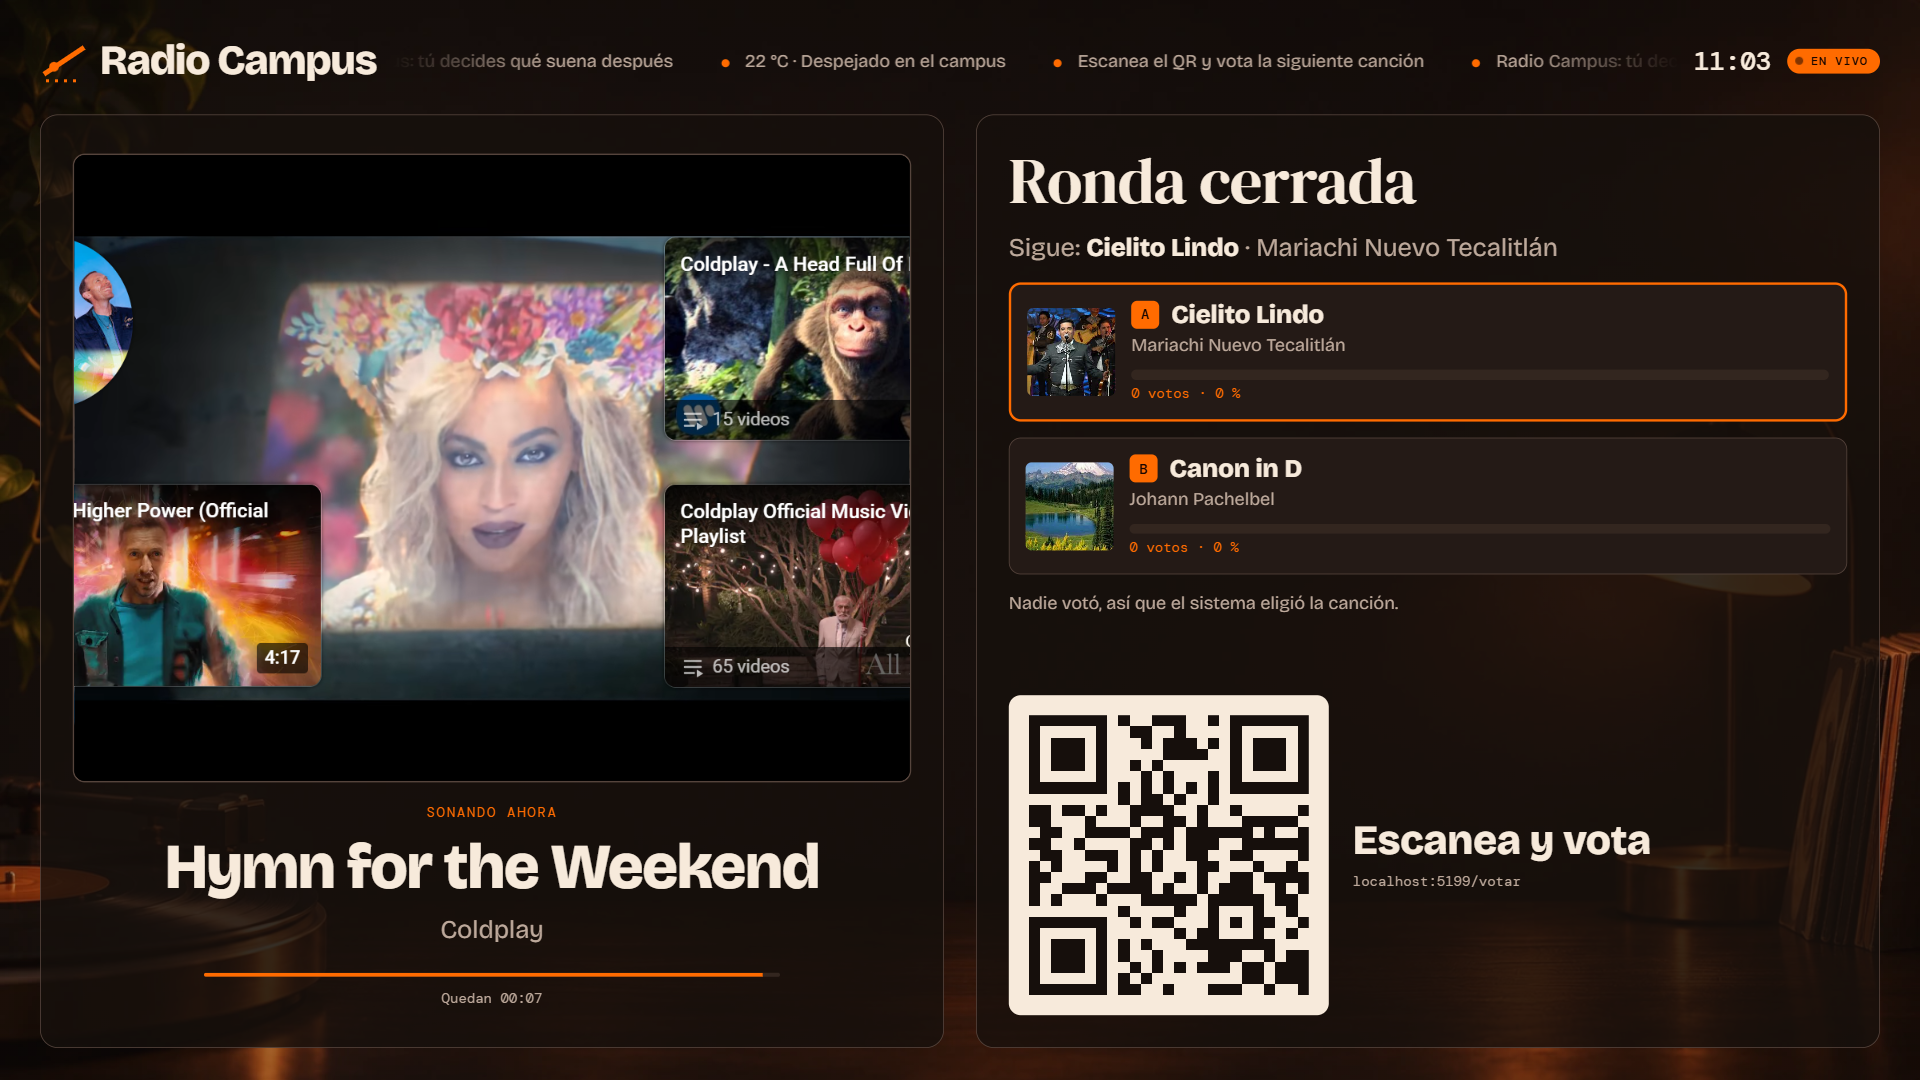 Radio Campus
s: tú decides qué suena después
22 °C · Despejado en el campus
Escanea el QR y vota la siguiente canción
Radio Campus: tú dec
11:03
EN VIVO
Coldplay - A Head Full Of
15 videos
Higher Power (Official
4:17
Coldplay Official Music Vi
Playlist
65 videos
All
SONANDO AHORA
Hymn for the Weekend
Coldplay
Quedan 00:07
Ronda cerrada
Sigue: Cielito Lindo · Mariachi Nuevo Tecalitlán
A Cielito Lindo
Mariachi Nuevo Tecalitlán
0 votos · 0 %
B Canon in D
Johann Pachelbel
0 votos · 0 %
Nadie votó, así que el sistema eligió la canción.
Escanea y vota
localhost:5199/votar